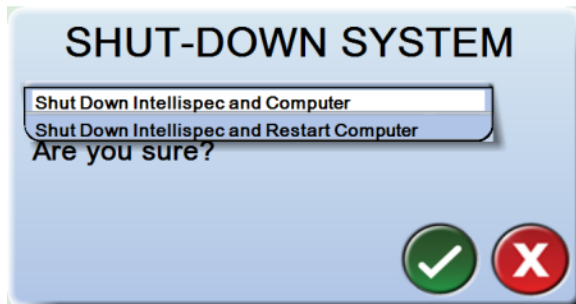 SHUT-DOWN SYSTEM
Shut Down Intellispec and Computer
Shut Down Intellispec and Restart Computer
Are you sure?